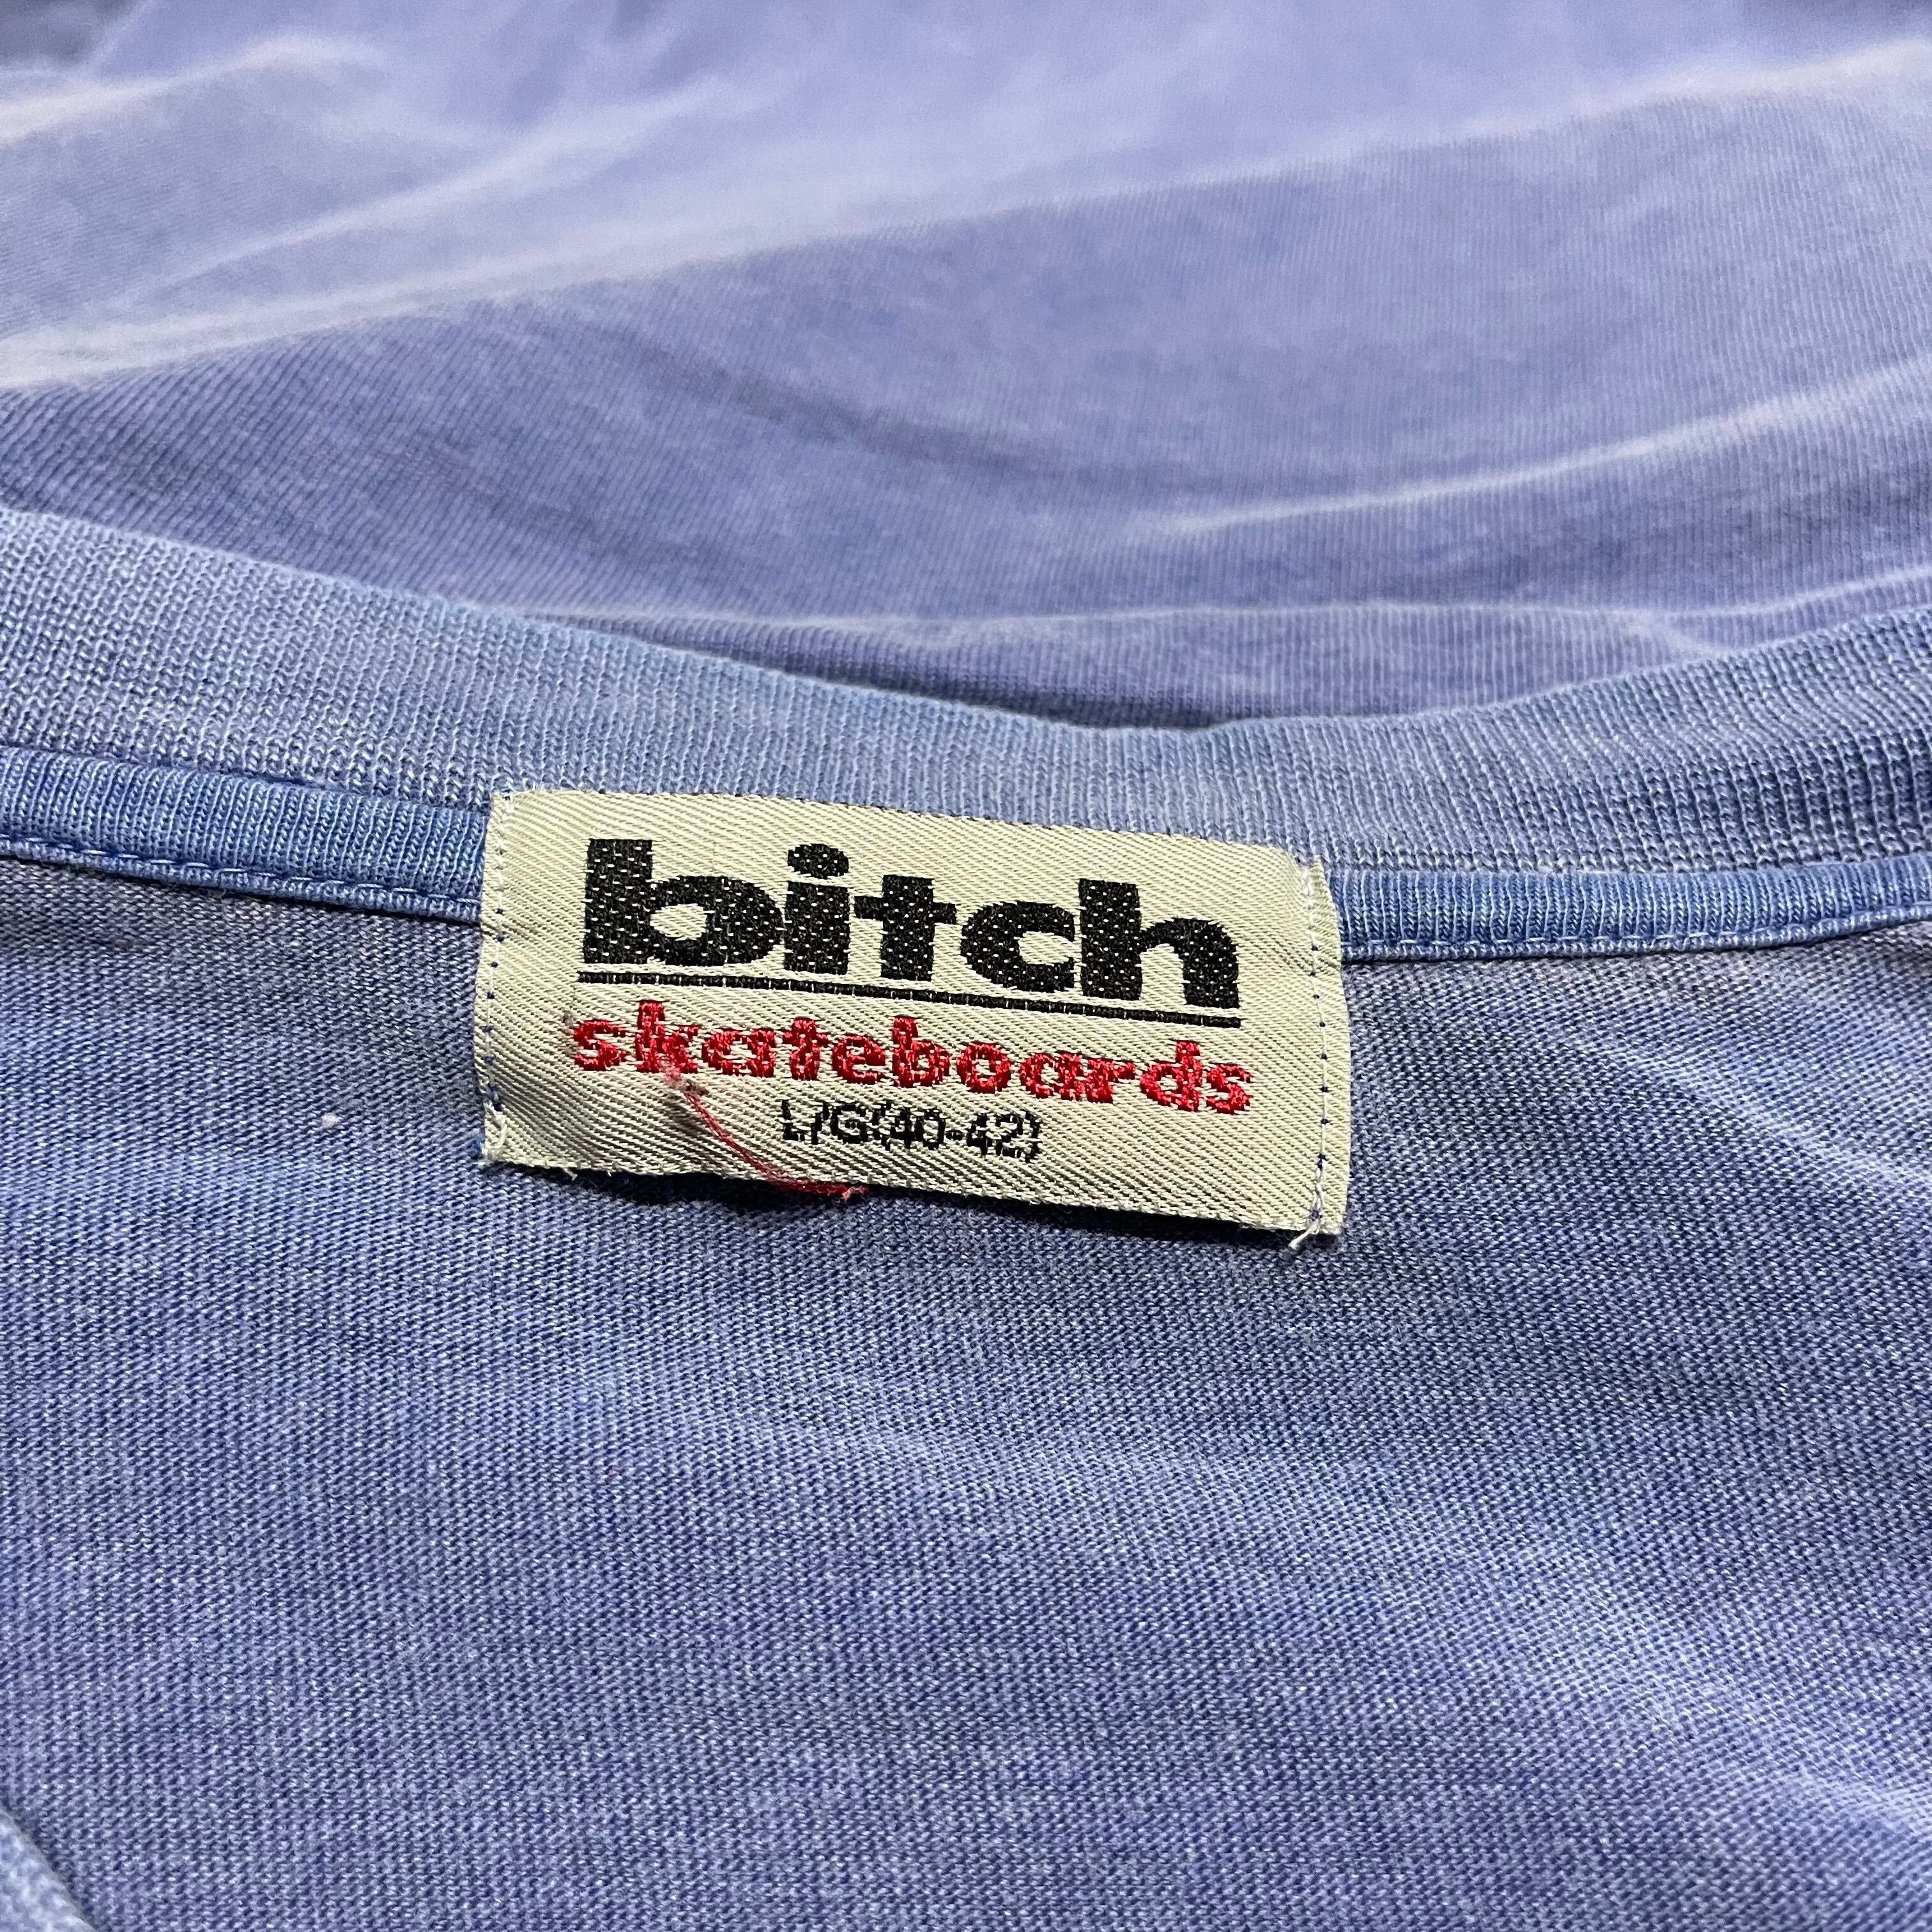 bitch
skateboards
L/G(40-42)